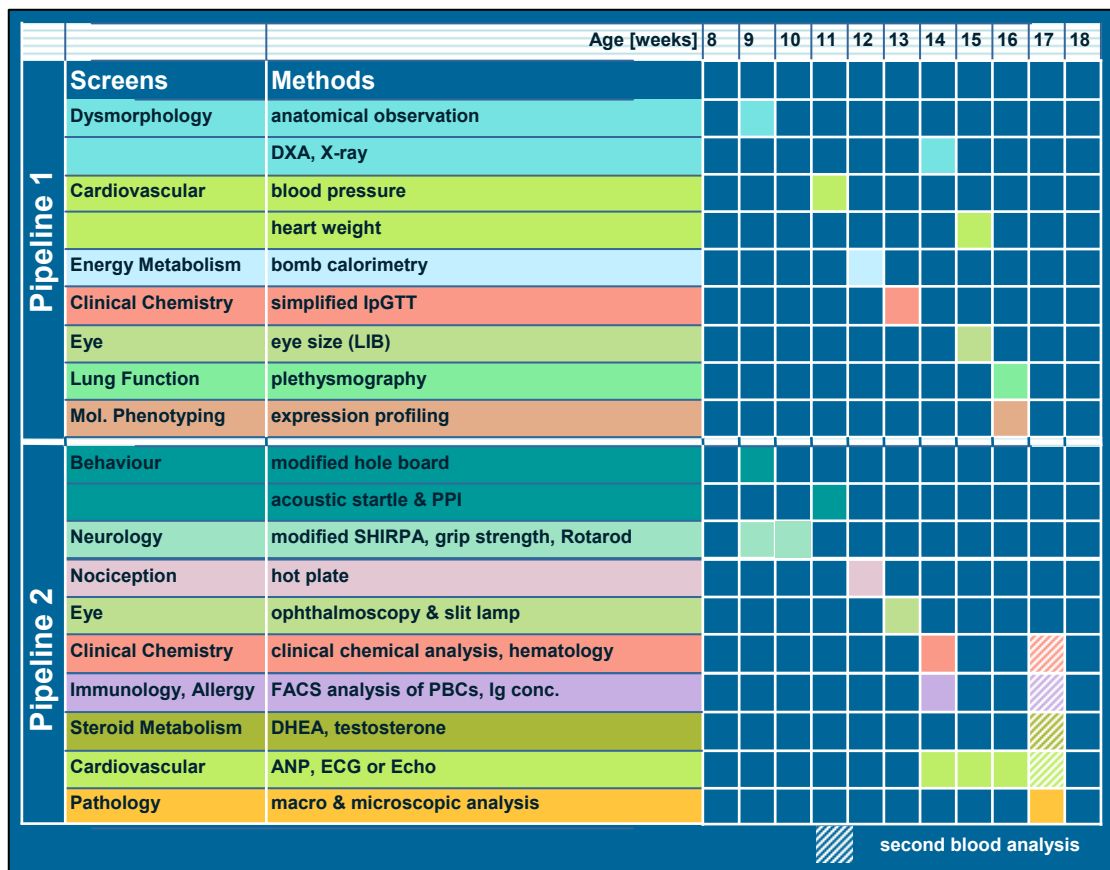 Age [weeks] 8 9 10 11 12 13 14 15 16 17 18
Pipeline 1
Screens Methods
Dysmorphology anatomical observation
DXA, X-ray
Cardiovascular blood pressure
heart weight
Energy Metabolism bomb calorimetry
Clinical Chemistry simplified IpGTT
Eye eye size (LIB)
Lung Function plethysmography
Mol. Phenotyping expression profiling
Pipeline 2
Behaviour modified hole board
acoustic startle & PPI
Neurology modified SHIRPA, grip strength, Rotarod
Nociception hot plate
Eye ophthalmoscopy & slit lamp
Clinical Chemistry clinical chemical analysis, hematology
Immunology, Allergy FACS analysis of PBCs, Ig conc.
Steroid Metabolism DHEA, testosterone
Cardiovascular ANP, ECG or Echo
Pathology macro & microscopic analysis
second blood analysis